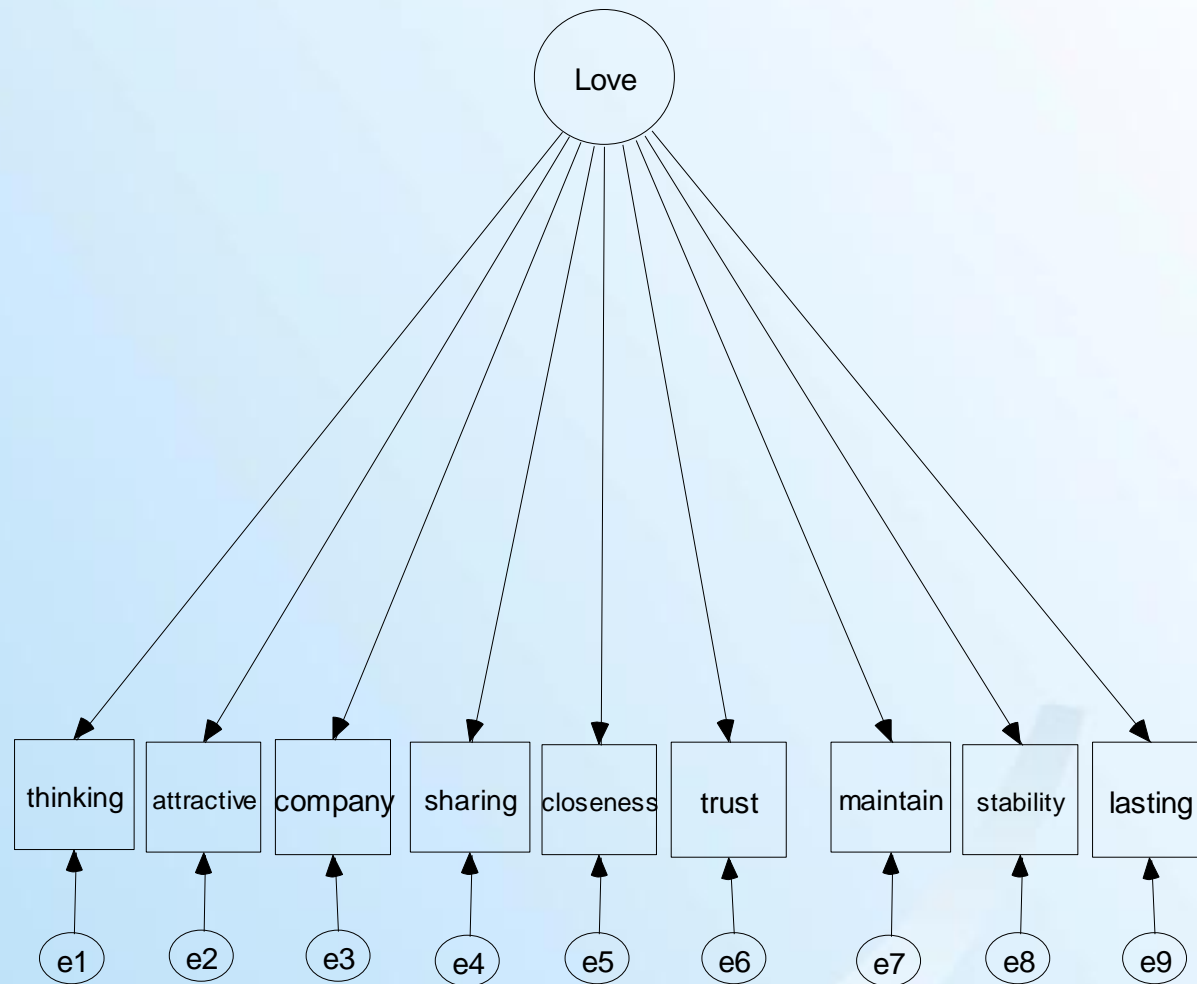 Love
thinking attractive company sharing closeness trust maintain stability lasting
e1 e2 e3 e4 e5 e6 e7 e8 e9